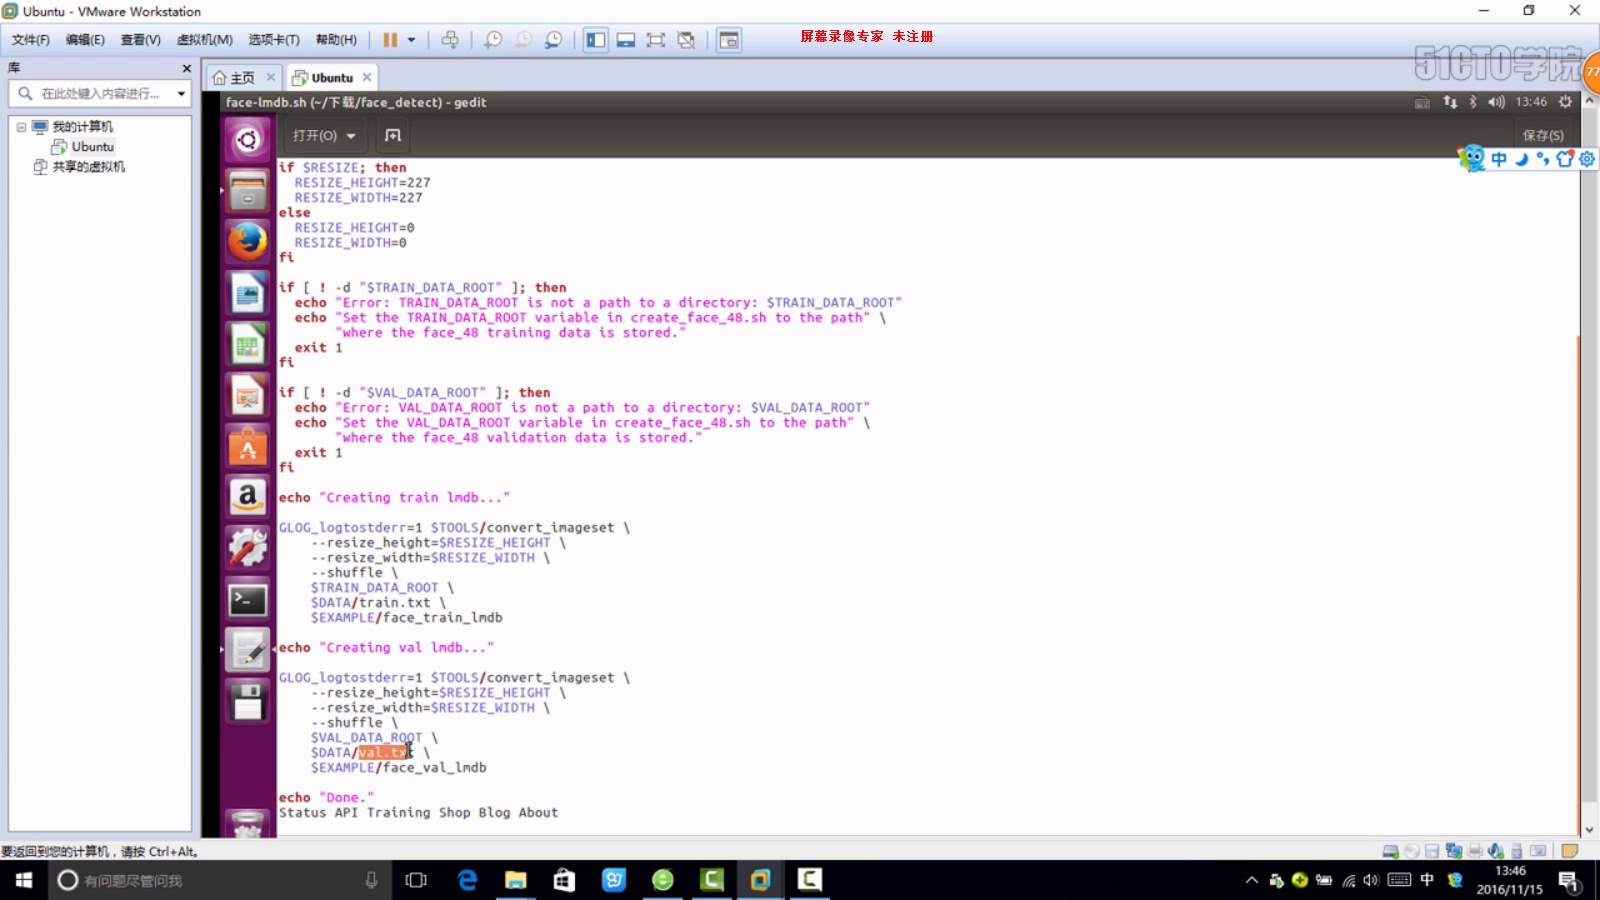 Ubuntu - VMware Workstation
文件(F) 编辑(E) 查看(V) 虚拟机(M) 选项卡(T) 帮助(H)
屏幕录像专家 未注册
51CTO学院
77
库
主页
Ubuntu
在此处键入内容进行...
我的计算机
Ubuntu
共享的虚拟机
face-lmdb.sh (~/下载/face_detect) - gedit
13:46
打开(O)
保存(S)
中
if $RESIZE; then
  RESIZE_HEIGHT=227
  RESIZE_WIDTH=227
else
  RESIZE_HEIGHT=0
  RESIZE_WIDTH=0
fi
if [ ! -d "$TRAIN_DATA_ROOT" ]; then
  echo "Error: TRAIN_DATA_ROOT is not a path to a directory: $TRAIN_DATA_ROOT"
  echo "Set the TRAIN_DATA_ROOT variable in create_face_48.sh to the path" \
       "where the face_48 training data is stored."
  exit 1
fi
if [ ! -d "$VAL_DATA_ROOT" ]; then
  echo "Error: VAL_DATA_ROOT is not a path to a directory: $VAL_DATA_ROOT"
  echo "Set the VAL_DATA_ROOT variable in create_face_48.sh to the path" \
       "where the face_48 validation data is stored."
  exit 1
fi
echo "Creating train lmdb..."
GLOG_logtostderr=1 $TOOLS/convert_imageset \
    --resize_height=$RESIZE_HEIGHT \
    --resize_width=$RESIZE_WIDTH \
    --shuffle \
    $TRAIN_DATA_ROOT \
    $DATA/train.txt \
    $EXAMPLE/face_train_lmdb
echo "Creating val lmdb..."
GLOG_logtostderr=1 $TOOLS/convert_imageset \
    --resize_height=$RESIZE_HEIGHT \
    --resize_width=$RESIZE_WIDTH \
    --shuffle \
    $VAL_DATA_ROOT \
    $DATA/val.txt \
    $EXAMPLE/face_val_lmdb
echo "Done."
Status API Training Shop Blog About
要返回到您的计算机，请按 Ctrl+Alt。
有问题尽管问我
中
13:46
2016/11/15
1